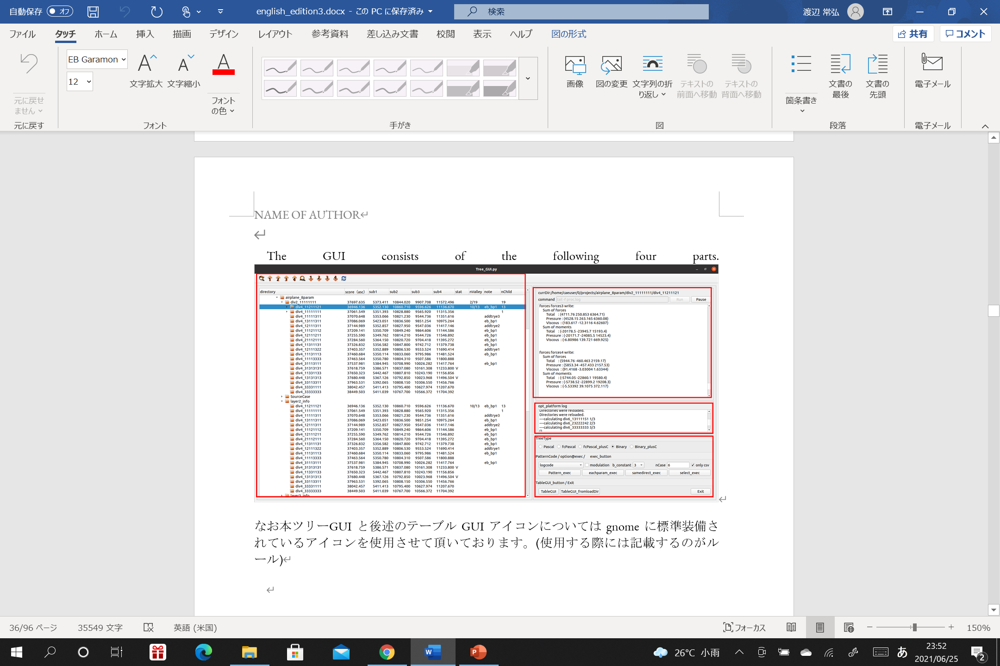 自動保存 オフ
english_edition3.docx - この PC に保存済み
検索
渡辺 常弘
ファイル タッチ ホーム 挿入 描画 デザイン レイアウト 参考資料 差し込み文書 校閲 表示 ヘルプ 図の形式
共有 コメント
元に戻せません
元に戻す
EB Garamon
12
文字拡大 文字縮小
フォントの色
フォント
手がき
画像 図の変更 文字列の折り返し テキストの前面へ移動 テキストの背面へ移動
図
箇条書き 文書の最後 文書の先頭
段落
電子メール
電子メール
NAME OF AUTHOR
The GUI consists of the following four parts.
Tree_GUI.py
directory score (asc) sub1 sub2 sub3 sub4 stat nValley note nChild
airplane_8param
div2_11111111 37697.635 5373.411 10844.020 9907.708 11572.496 2/19 19
div4_11211121 36946.136 5352.130 10860.710 9596.626 11136.670 10/13 eb_bp1 13
div4_11111111 37061.549 5351.393 10828.880 9565.920 11315.356 1
div4_11111311 37070.648 5353.066 10821.230 9544.736 11351.616 addtrye3
div4_13111311 37086.069 5423.051 10836.500 9851.254 10975.264 eb_bp1
div4_12111311 37144.989 5352.857 10827.950 9547.036 11417.146 addtrye2
div4_11121112 37209.141 5350.709 10849.240 9864.606 11144.586 eb_bp1
div4_12111211 37255.590 5349.762 10814.210 9544.726 11546.892 eb_bp1
div4_21112111 37284.560 5364.150 10820.720 9704.418 11395.272 eb_bp1
div4_11311131 37326.832 5356.582 10847.800 9742.712 11379.738 eb_bp1
div4_12111322 37403.357 5352.889 10806.530 9553.524 11690.414 addtrye1
div4_11131113 37460.684 5350.114 10833.060 9795.986 11481.524 eb_bp1
div4_11113333 37463.564 5350.780 10804.310 9507.586 11800.888
div4_31113111 37537.981 5384.945 10708.990 10026.282 11417.764 eb_bp1
div4_31313131 37618.759 5386.571 10837.080 10161.308 11233.800 V
div4_11331133 37650.323 5442.467 10807.810 10243.190 11156.856
div4_13131313 37680.448 5367.126 10792.850 10023.968 11496.504 V
div4_33113311 37963.531 5392.065 10808.150 10306.550 11456.766
div4_33331111 38042.457 5411.413 10795.400 10627.974 11207.670
div4_33333333 38449.503 5411.039 10767.700 10566.372 11704.392
SourceCase
layer2_info
div4_11211121 36946.136 5352.130 10860.710 9596.626 11136.670 10/13 eb_bp1 13
div4_11111111 37061.549 5351.393 10828.880 9565.920 11315.356 1
div4_11111311 37070.648 5353.066 10821.230 9544.736 11351.616 addtrye3
div4_13111311 37086.069 5423.051 10836.500 9851.254 10975.264 eb_bp1
div4_12111311 37144.989 5352.857 10827.950 9547.036 11417.146 addtrye2
div4_11121112 37209.141 5350.709 10849.240 9864.606 11144.586 eb_bp1
div4_12111211 37255.590 5349.762 10814.210 9544.726 11546.892 eb_bp1
div4_21112111 37284.560 5364.150 10820.720 9704.418 11395.272 eb_bp1
div4_11311131 37326.832 5356.582 10847.800 9742.712 11379.738 eb_bp1
div4_12111322 37403.357 5352.889 10806.530 9553.524 11690.414 addtrye1
div4_11131113 37460.684 5350.114 10833.060 9795.986 11481.524 eb_bp1
div4_11113333 37463.564 5350.780 10804.310 9507.586 11800.888
div4_31113111 37537.981 5384.945 10708.990 10026.282 11417.764 eb_bp1
div4_31313131 37618.759 5386.571 10837.080 10161.308 11233.800 V
div4_11331133 37650.323 5442.467 10807.810 10243.190 11156.856
div4_13131313 37680.448 5367.126 10792.850 10023.968 11496.504 V
div4_33113311 37963.531 5392.065 10808.150 10306.550 11456.766
div4_33331111 38042.457 5411.413 10795.400 10627.974 11207.670
div4_33333333 38449.503 5411.039 10767.700 10566.372 11704.392
layer3_info
currDir:/home/caeuser/0/projects/airplane_8param/div2_11111111/div4_11211121
command tail -f proc.log Run Pause
forces forces3 write:
Sum of forces
Total : (4711.76 250.853 6364.71)
Pressure : (4528.15 263.165 6360.08)
Viscous : (183.617 -12.3116 4.62607)
Sum of moments
Total : (-20178.5 -23945.7 15193.4)
Pressure : (-20171.7 -24085.5 14523.4)
Viscous : (-6.80986 139.721 669.925)
forces forces4 write:
Sum of forces
Total : (5944.76 -460.463 2159.17)
Pressure : (5853.34 -457.433 2157.53)
Viscous : (91.4168 -3.03004 1.63344)
Sum of moments
Total : (-5744.05 -22860.1 19580.4)
Pressure : (-5738.52 -22899.2 19208.3)
Viscous : (-5.53392 39.1075 372.117)
opt_platform log
Directories were reloaded.
Directories were reloaded.
----calculating div6_13111151 1/3
----calculating div6_23222242 2/3
----calculating div6_33333333 3/3
[]
TreeType
Pascal fcPascal fcPascal_plusC Binary Binary_plusC
PatternCode / option@exec / exec_button
logcode modulation b_constant 3 nCase 6 only csv
Pattern_exec eachparam_exec samedirect_exec select_exec
TableGUI_button / Exit
TableGUI TableGUI_fromloadDir Exit
なお本ツリーGUI と後述のテーブル GUI アイコンについては gnome に標準装備さ
れているアイコンを使用させて頂いております。(使用する際には記載するのがル
ール)
36/96 ページ 35549 文字 英語 (米国) フォーカス 150%
26°C 小雨 あ 23:52
2021/06/25 2